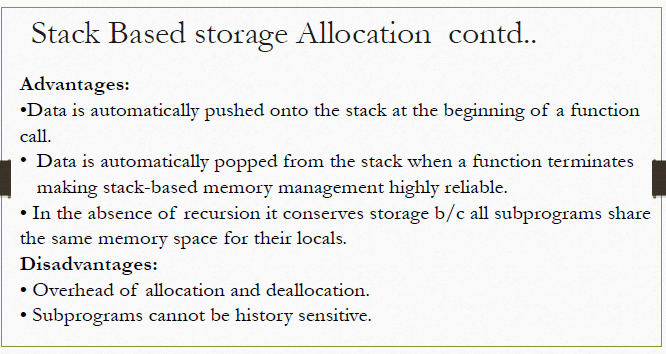 Stack Based storage Allocation contd..
Advantages:
•Data is automatically pushed onto the stack at the beginning of a function
call.
• Data is automatically popped from the stack when a function terminates
making stack-based memory management highly reliable.
• In the absence of recursion it conserves storage b/c all subprograms share
the same memory space for their locals.
Disadvantages:
• Overhead of allocation and deallocation.
• Subprograms cannot be history sensitive.